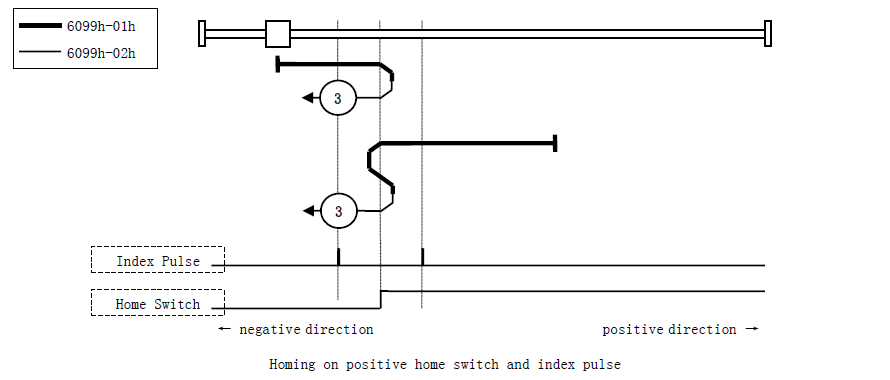 6099h-01h
6099h-02h
3
3
Index Pulse
Home Switch
← negative direction
positive direction →
Homing on positive home switch and index pulse